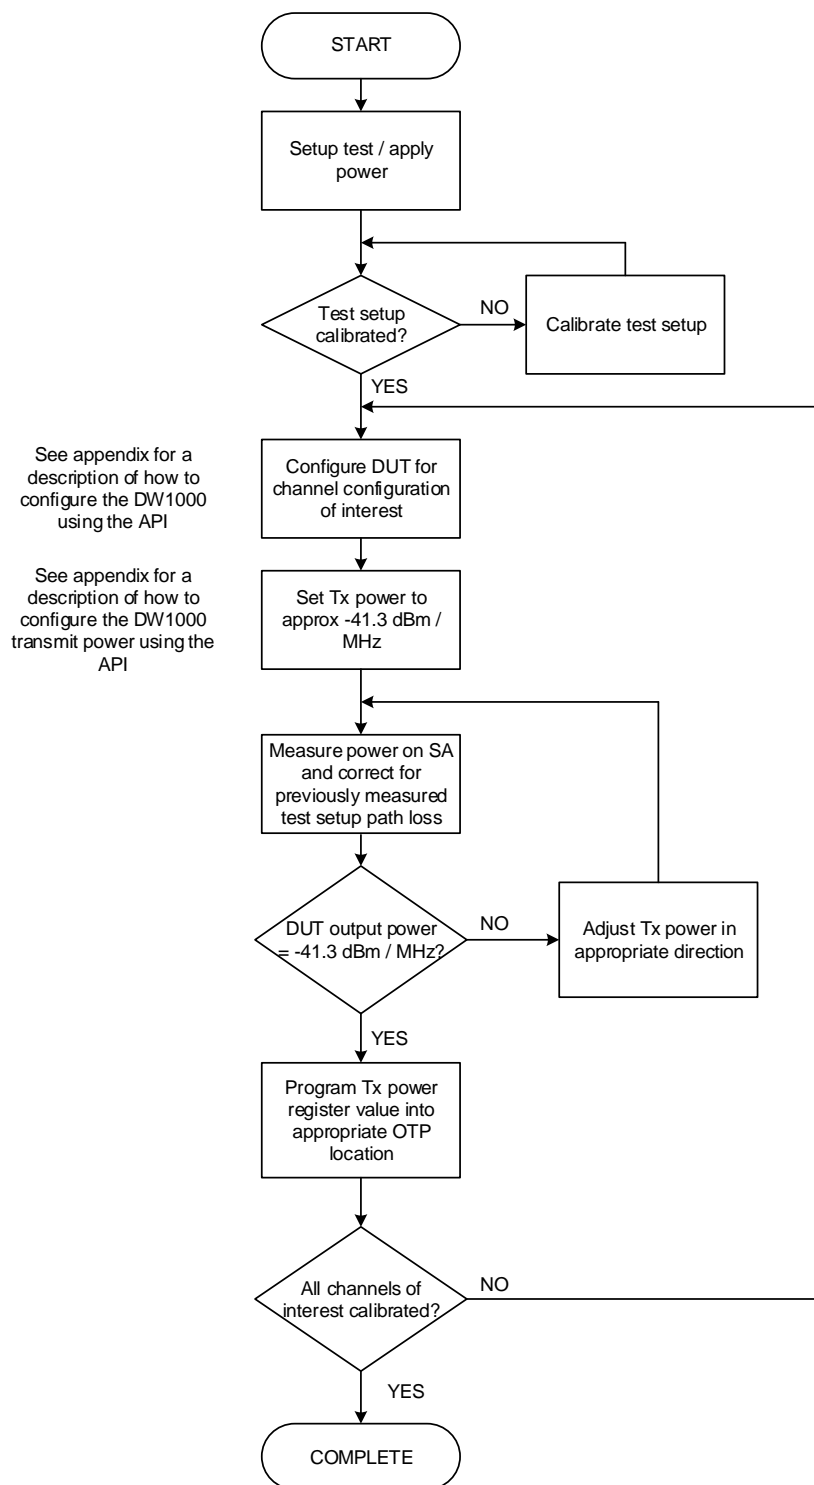 START
Setup test / apply
power
Test setup
calibrated?
NO
Calibrate test setup
YES
See appendix for a
description of how to
configure the DW1000
using the API
Configure DUT for
channel configuration
of interest
See appendix for a
description of how to
configure the DW1000
transmit power using the
API
Set Tx power to
approx -41.3 dBm /
MHz
Measure power on SA
and correct for
previously measured
test setup path loss
DUT output power
= -41.3 dBm / MHz?
NO
Adjust Tx power in
appropriate direction
YES
Program Tx power
register value into
appropriate OTP
location
All channels of
interest calibrated?
NO
YES
COMPLETE